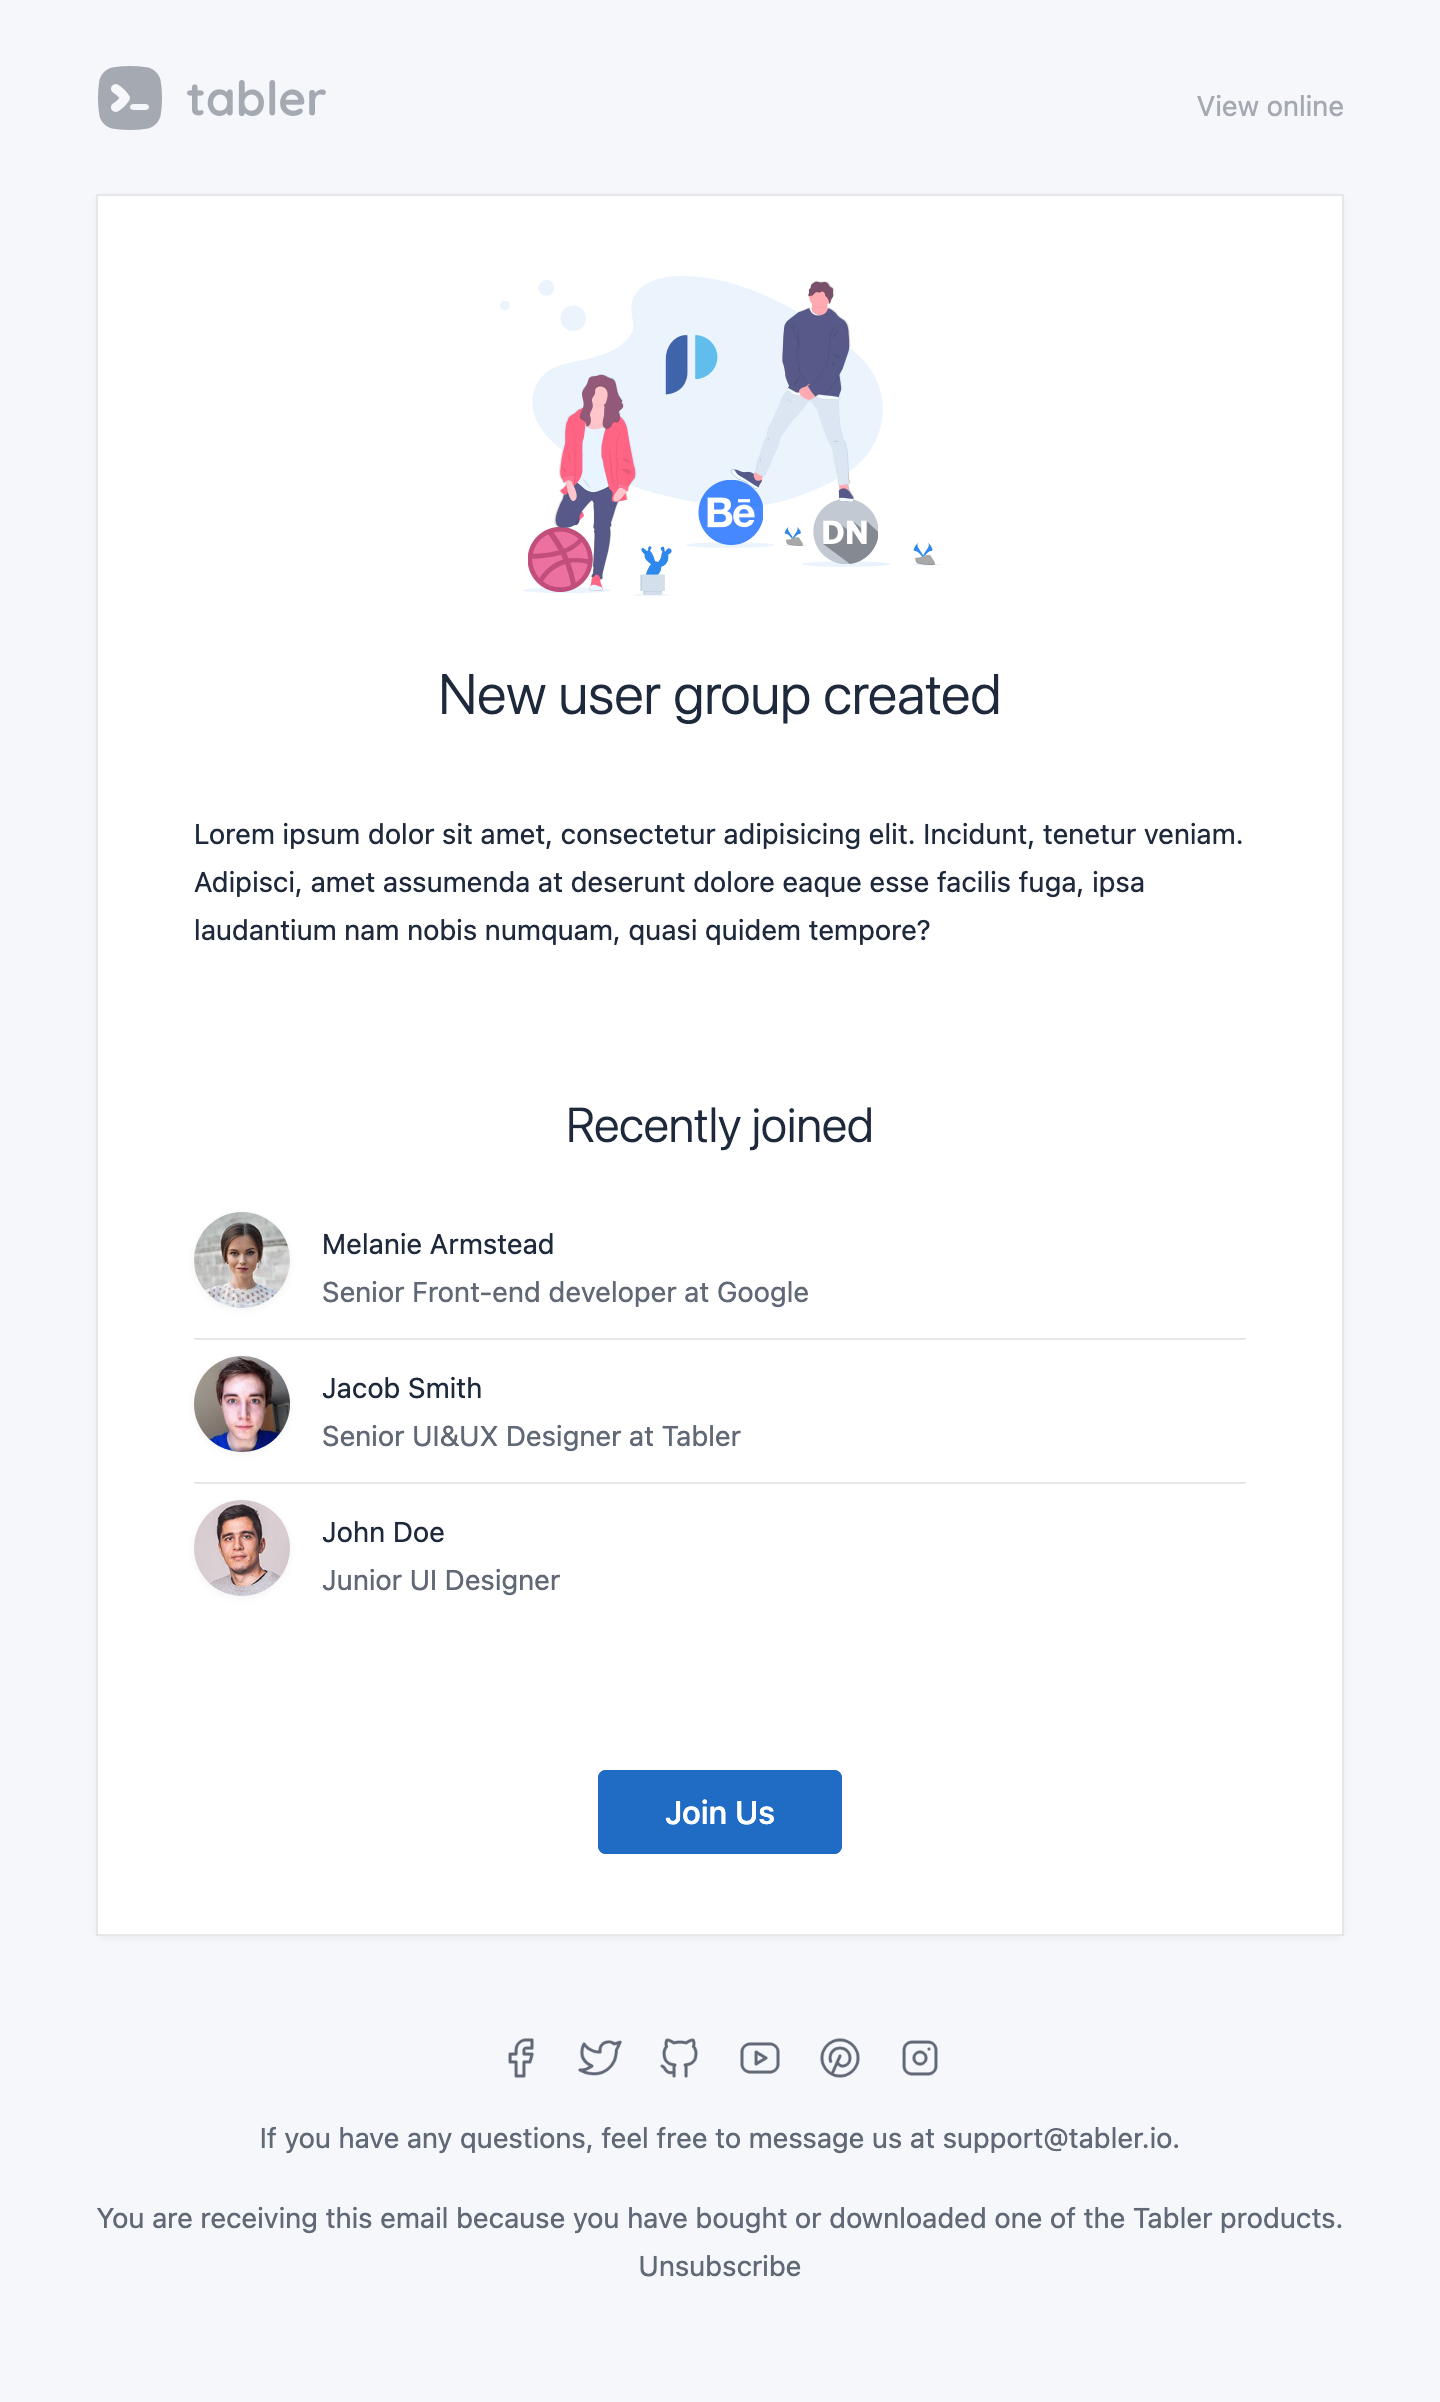 tabler
View online
Bē
DN
New user group created
Lorem ipsum dolor sit amet, consectetur adipisicing elit. Incidunt, tenetur veniam.
Adipisci, amet assumenda at deserunt dolore eaque esse facilis fuga, ipsa
laudantium nam nobis numquam, quasi quidem tempore?
Recently joined
Melanie Armstead
Senior Front-end developer at Google
Jacob Smith
Senior UI&UX Designer at Tabler
John Doe
Junior UI Designer
Join Us
If you have any questions, feel free to message us at support@tabler.io.
You are receiving this email because you have bought or downloaded one of the Tabler products.
Unsubscribe